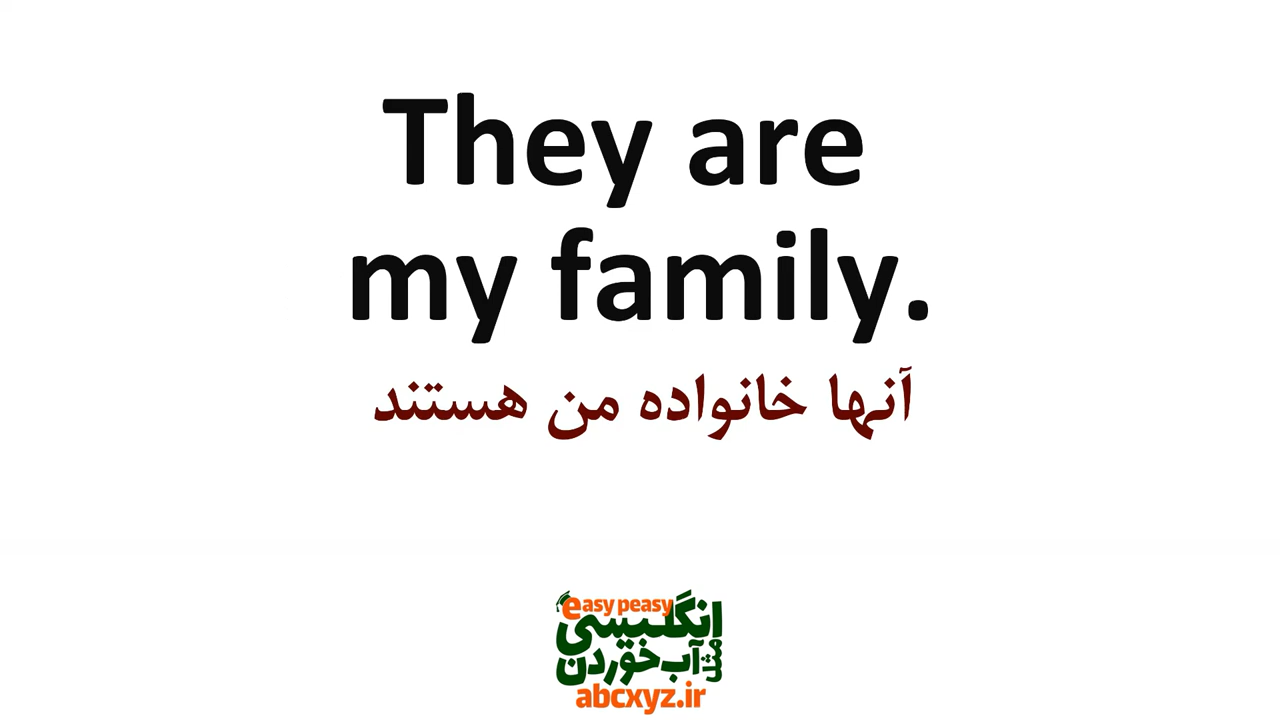 They are
my family.
آنها خانواده من هستند
easy peasy
انگلیسی
مثل آب خوردن
abcxyz.ir